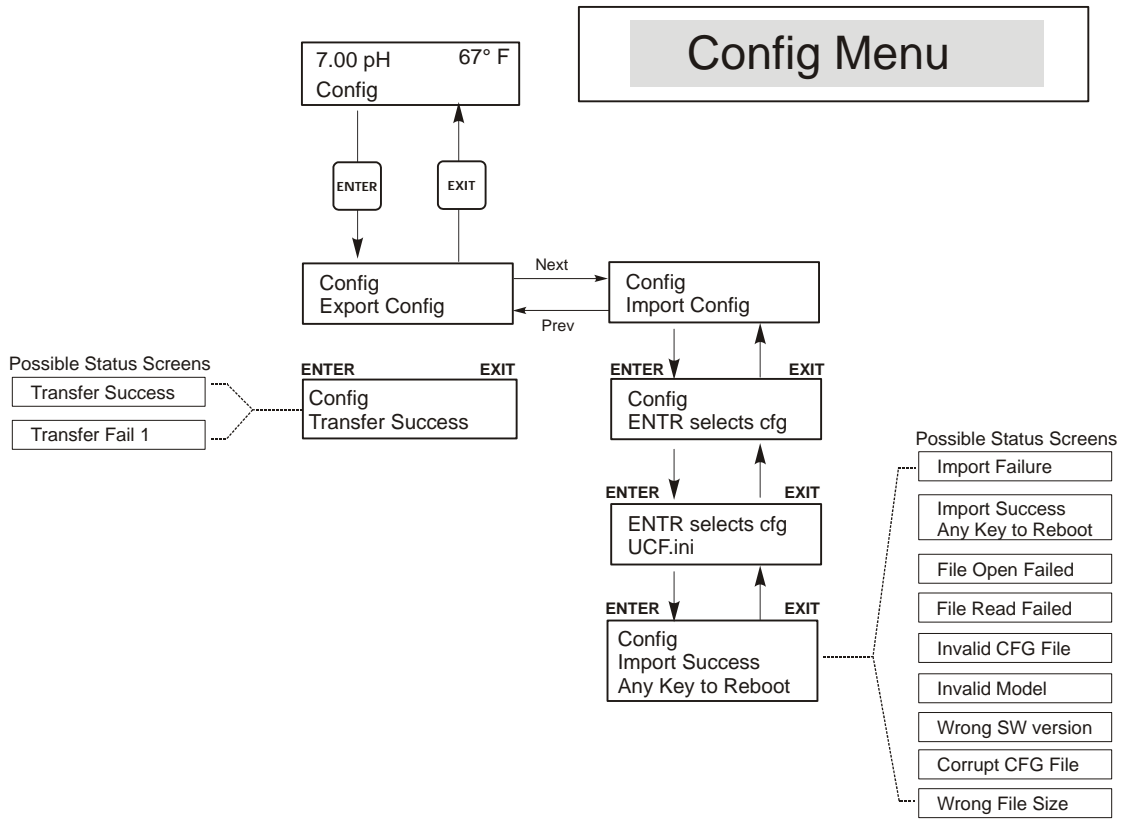 Config Menu
7.00 pH 67° F
Config
ENTER
EXIT
Config
Export Config
Next
Prev
Config
Import Config
Possible Status Screens
Transfer Success
Transfer Fail 1
ENTER EXIT
Config
Transfer Success
ENTER EXIT
Config
ENTR selects cfg
ENTER EXIT
ENTR selects cfg
UCF.ini
ENTER EXIT
Config
Import Success
Any Key to Reboot
Possible Status Screens
Import Failure
Import Success
Any Key to Reboot
File Open Failed
File Read Failed
Invalid CFG File
Invalid Model
Wrong SW version
Corrupt CFG File
Wrong File Size